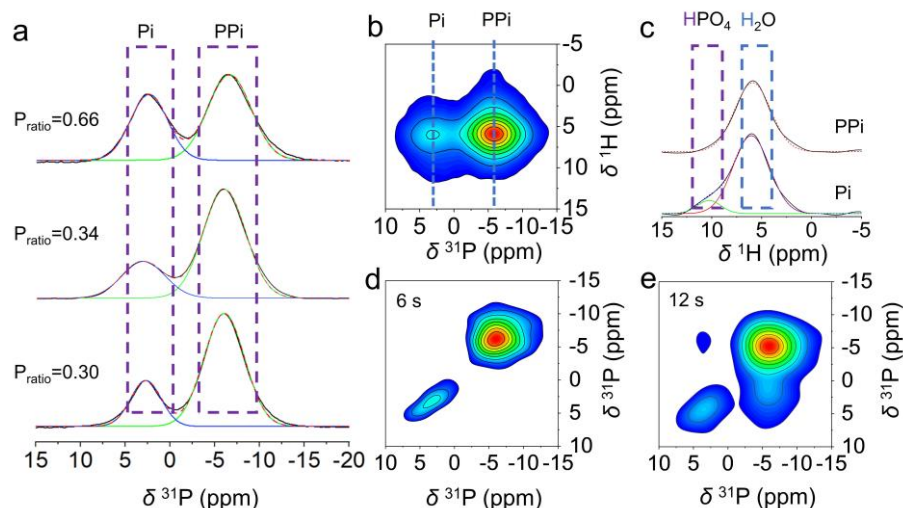 a
Pi
PPi
P_ratio=0.66
P_ratio=0.34
P_ratio=0.30
15 10 5 0 -5 -10 -15 -20
δ ³¹P (ppm)
b
Pi
PPi
-5
0
5
10
15
δ ¹H (ppm)
10 5 0 -5 -10 -15
δ ³¹P (ppm)
c
HPO₄
H₂O
PPi
Pi
15 10 5 0 -5
δ ¹H (ppm)
d
6 s
-15
-10
-5
0
5
10
δ ³¹P (ppm)
10 5 0 -5 -10-15
δ ³¹P (ppm)
e
12 s
-15
-10
-5
0
5
10
δ ³¹P (ppm)
10 5 0 -5 -10 -15
δ ³¹P (ppm)